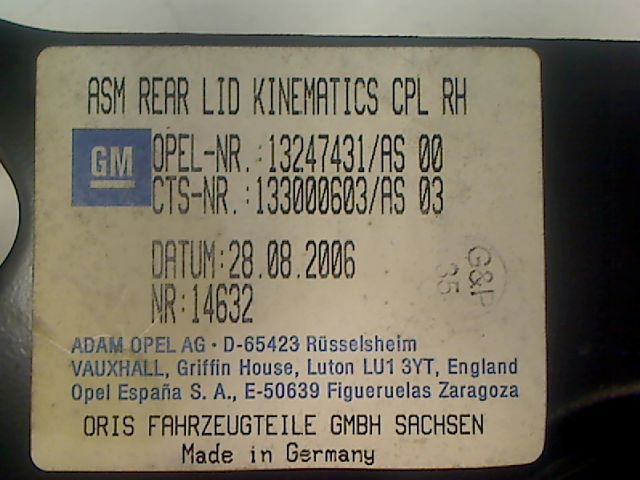 ASM REAR LID KINEMATICS CPL RH
GM
OPEL-NR.:13247431/AS 00
CTS-NR.:133000603/AS 03
DATUM:28.08.2006
NR:14632
G&P
35
ADAM OPEL AG · D-65423 Rüsselsheim
VAUXHALL, Griffin House, Luton LU1 3YT, England
Opel España S. A., E-50639 Figueruelas Zaragoza
ORIS FAHRZEUGTEILE GMBH SACHSEN
Made in Germany